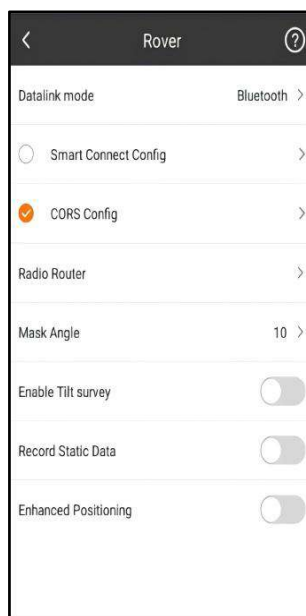 Rover
Datalink mode Bluetooth
Smart Connect Config
CORS Config
Radio Router
Mask Angle 10
Enable Tilt survey
Record Static Data
Enhanced Positioning